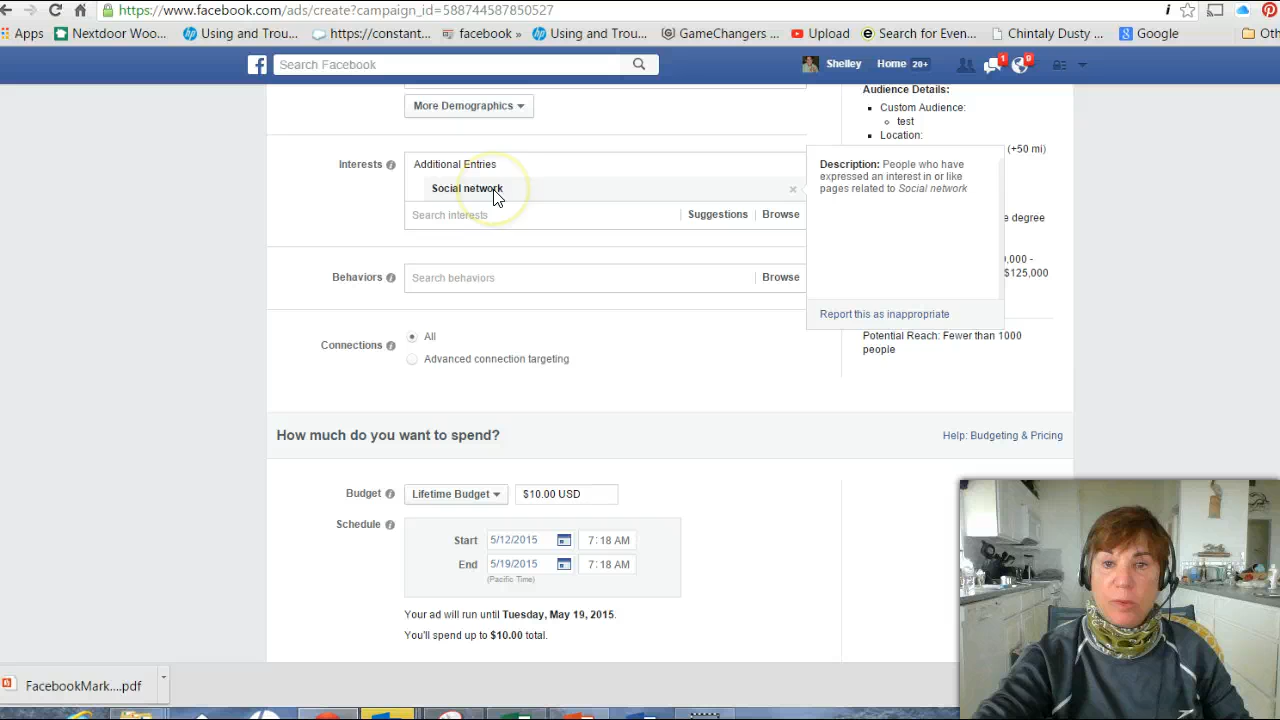 https://www.facebook.com/ads/create?campaign_id=588744587850527
Apps
Nextdoor Woo...
Using and Trou...
https://constant...
facebook »
Using and Trou...
GameChangers ...
Upload
Search for Even...
Chintaly Dusty ...
Google
Oth
Search Facebook
Shelley
Home 20+
1
9
More Demographics
Audience Details:
Custom Audience:
test
Location:
(+50 mi)
Interests
Additional Entries
Social network
Search interests
Suggestions
Browse
Description: People who have
expressed an interest in or like
pages related to Social network
Report this as inappropriate
e degree
0,000 -
$125,000
Behaviors
Search behaviors
Browse
Connections
All
Advanced connection targeting
Potential Reach: Fewer than 1000
people
How much do you want to spend?
Help: Budgeting & Pricing
Budget
Lifetime Budget
$10.00 USD
Schedule
Start
5/12/2015
7:18 AM
End
5/19/2015
7:18 AM
(Pacific Time)
Your ad will run until Tuesday, May 19, 2015.
You'll spend up to $10.00 total.
FacebookMark....pdf